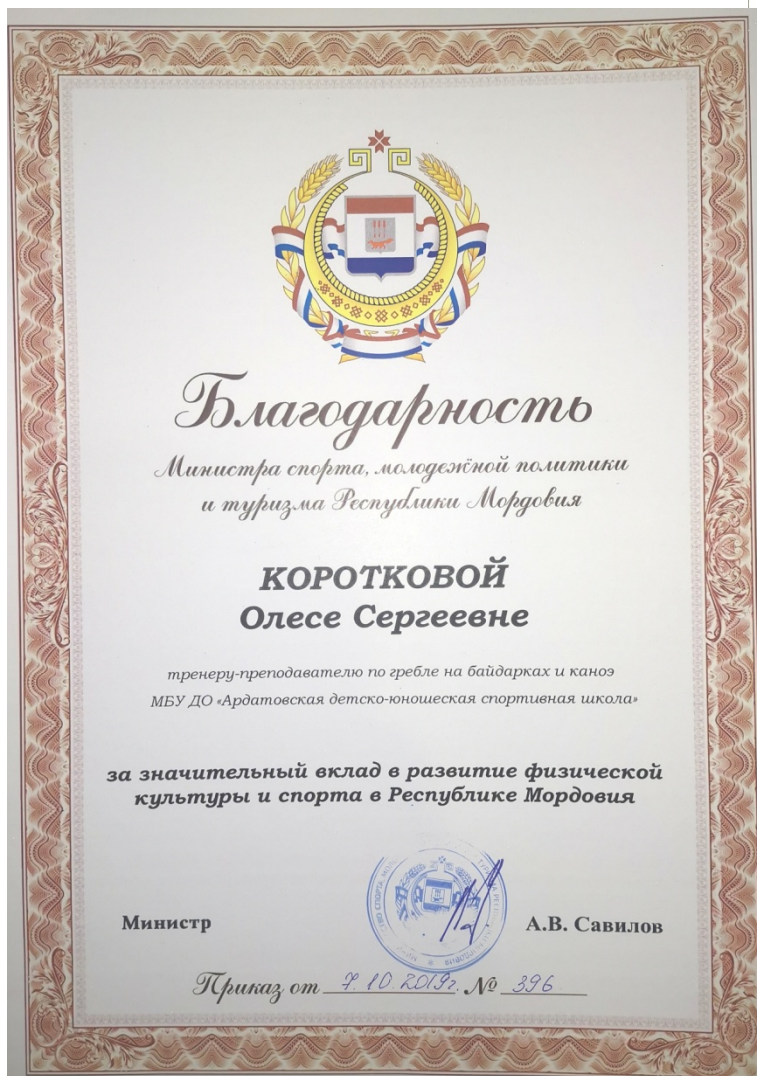 Благодарность
Министра спорта, молодежной политики
и туризма Республики Мордовия
КОРОТКОВОЙ
Олесе Сергеевне
тренеру-преподавателю по гребле на байдарках и каноэ
МБУ ДО «Ардатовская детско-юношеская спортивная школа»
за значительный вклад в развитие физической
культуры и спорта в Республике Мордовия
Министр А.В. Савилов
Приказ от 7.10.2019г. № 396